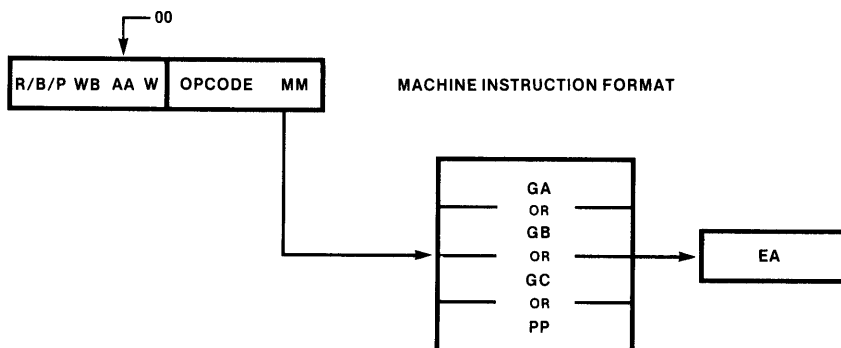 00
R/B/P WB AA W OPCODE MM
MACHINE INSTRUCTION FORMAT
GA
OR
GB
OR
EA
GC
OR
PP